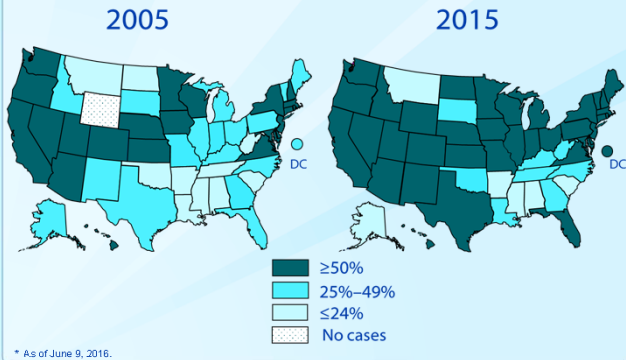 2005
2015
DC
DC
≥50%
25%–49%
≤24%
No cases
* As of June 9, 2016.